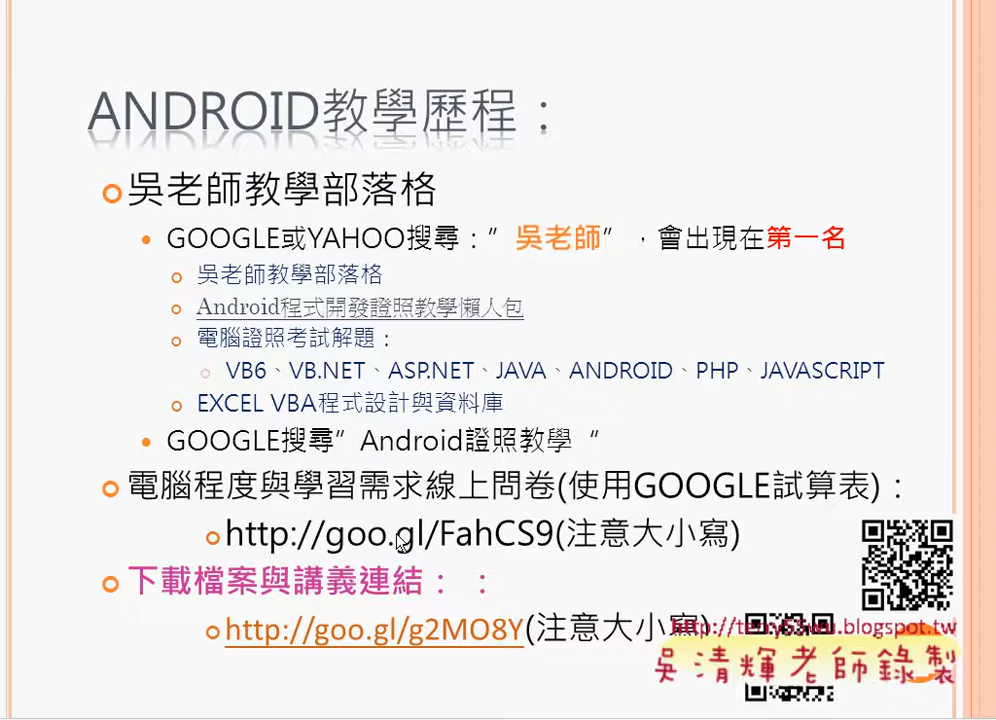 ANDROID教學歷程：
吳老師教學部落格
GOOGLE或YAHOO搜尋：”吳老師”，會出現在第一名
吳老師教學部落格
Android程式開發證照教學懶人包
電腦證照考試解題：
VB6、VB.NET、ASP.NET、JAVA、ANDROID、PHP、JAVASCRIPT
EXCEL VBA程式設計與資料庫
GOOGLE搜尋”Android證照教學“
電腦程度與學習需求線上問卷(使用GOOGLE試算表)：
http://goo.gl/FahCS9(注意大小寫)
下載檔案與講義連結：：
http://goo.gl/g2MO8Y(注意大小寫)
http://terry55wu.blogspot.tw
吳清輝老師錄製